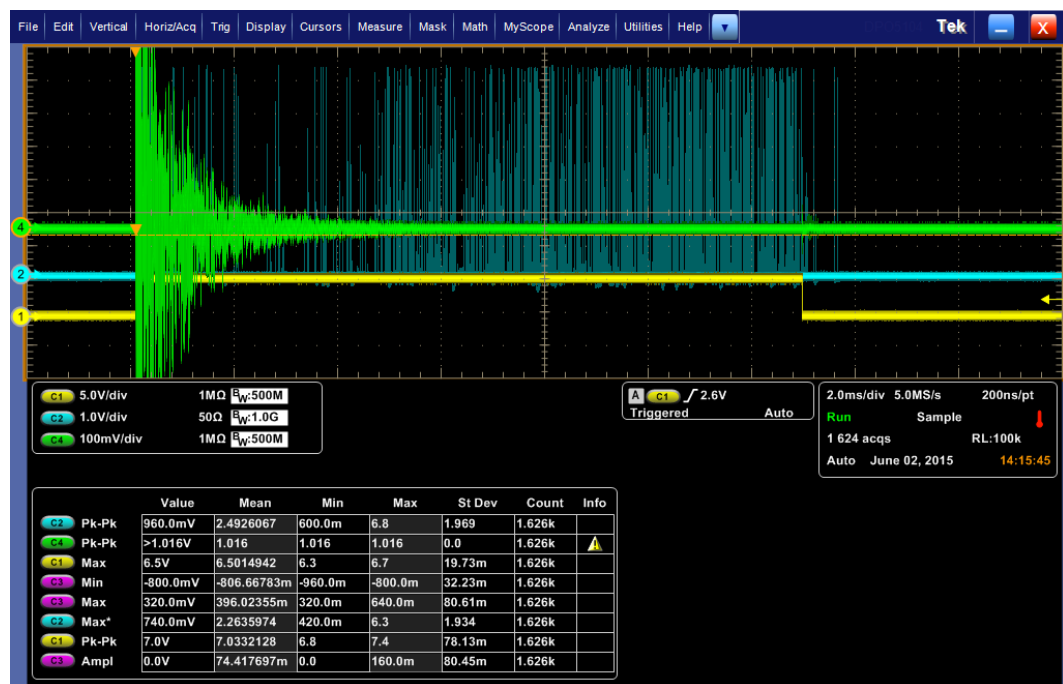 File Edit Vertical Horiz/Acq Trig Display Cursors Measure Mask Math MyScope Analyze Utilities Help Tek X
4
2
1
C1 5.0V/div 1MΩ BW:500M
C2 1.0V/div 50Ω BW:1.0G
C4 100mV/div 1MΩ BW:500M
A C1 2.6V
Triggered Auto
2.0ms/div 5.0MS/s 200ns/pt
Run Sample
1 624 acqs RL:100k
Auto June 02, 2015 14:15:45
Value Mean Min Max St Dev Count Info
C2 Pk-Pk 960.0mV 2.4926067 600.0m 6.8 1.969 1.626k
C4 Pk-Pk >1.016V 1.016 1.016 1.016 0.0 1.626k
C1 Max 6.5V 6.5014942 6.3 6.7 19.73m 1.626k
C3 Min -800.0mV -806.66783m -960.0m -800.0m 32.23m 1.626k
C3 Max 320.0mV 396.02355m 320.0m 640.0m 80.61m 1.626k
C2 Max* 740.0mV 2.2635974 420.0m 6.3 1.934 1.626k
C1 Pk-Pk 7.0V 7.0332128 6.8 7.4 78.13m 1.626k
C3 Ampl 0.0V 74.417697m 0.0 160.0m 80.45m 1.626k